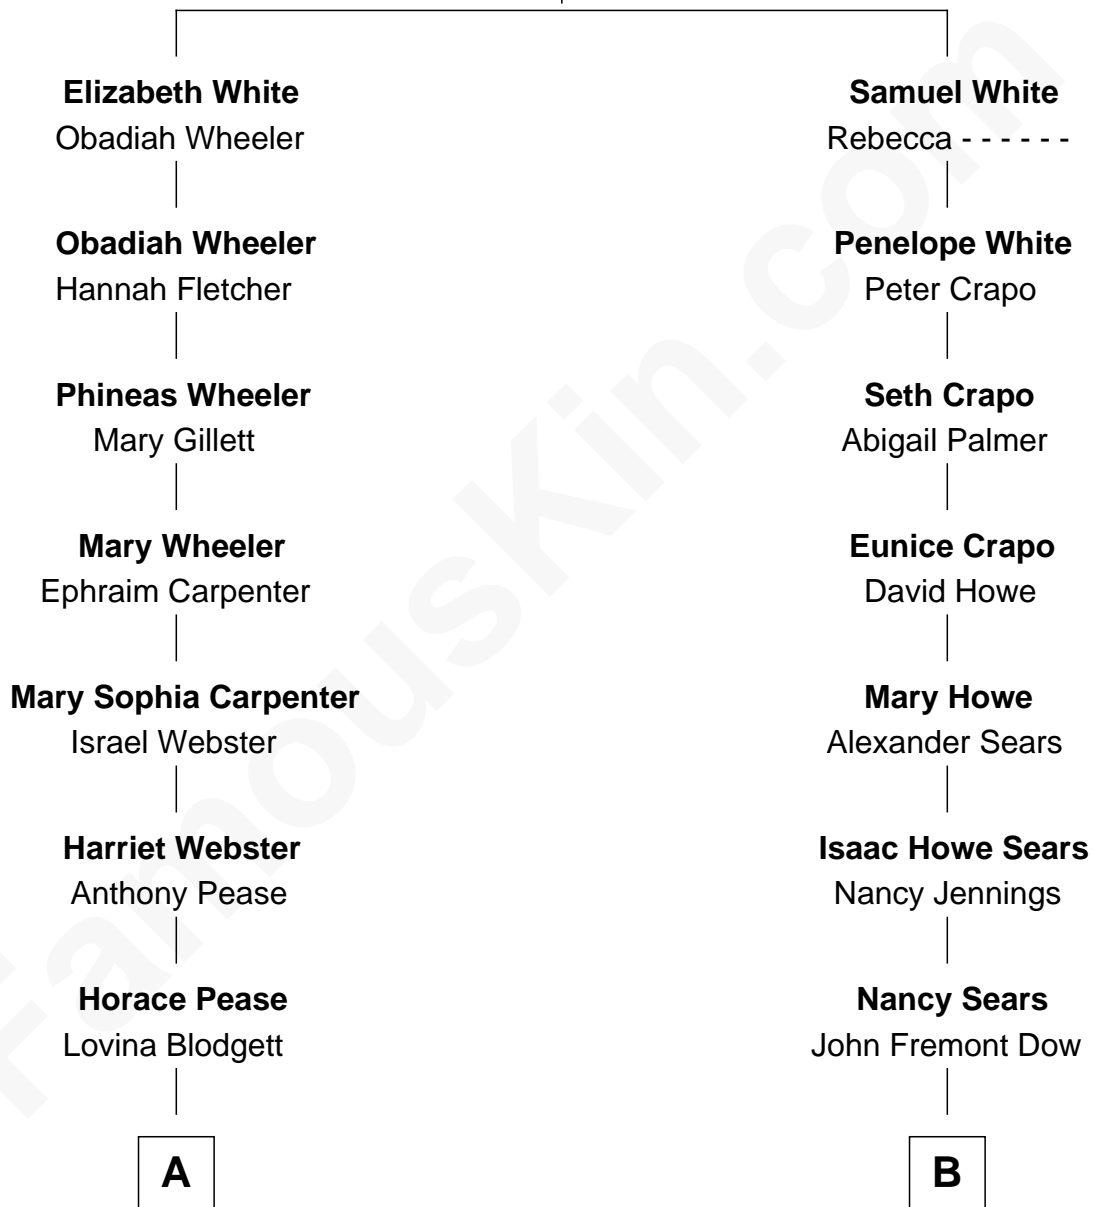 Elizabeth White
Obadiah Wheeler
Samuel White
Rebecca - - - - - -
Obadiah Wheeler
Hannah Fletcher
Penelope White
Peter Crapo
Phineas Wheeler
Mary Gillett
Seth Crapo
Abigail Palmer
Mary Wheeler
Ephraim Carpenter
Eunice Crapo
David Howe
Mary Sophia Carpenter
Israel Webster
Mary Howe
Alexander Sears
Harriet Webster
Anthony Pease
Isaac Howe Sears
Nancy Jennings
Horace Pease
Lovina Blodgett
Nancy Sears
John Fremont Dow
A
B
FamousKin.com